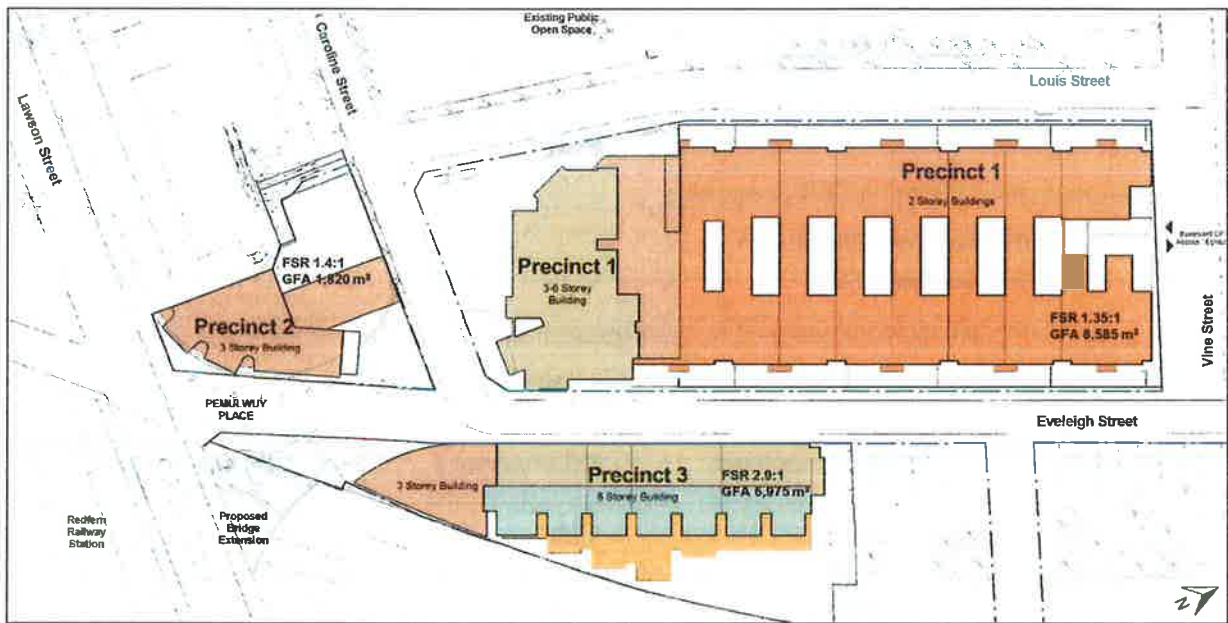 Existing Public
Open Space
Caroline Street
Lawson Street
Louis Street
Precinct 1
2 Storey Buildings
Precinct 1
3-6 Storey
Building
FSR 1.4:1
GFA 1,820 m²
Precinct 2
3 Storey Building
FSR 1.35:1
GFA 8,585 m²
Vine Street
PEMULWUY
PLACE
Eveleigh Street
Precinct 3
3 Storey Building
6 Storey Building
FSR 2.0:1
GFA 6,975 m²
Redfern
Railway
Station
Proposed
Bridge
Extension
Z